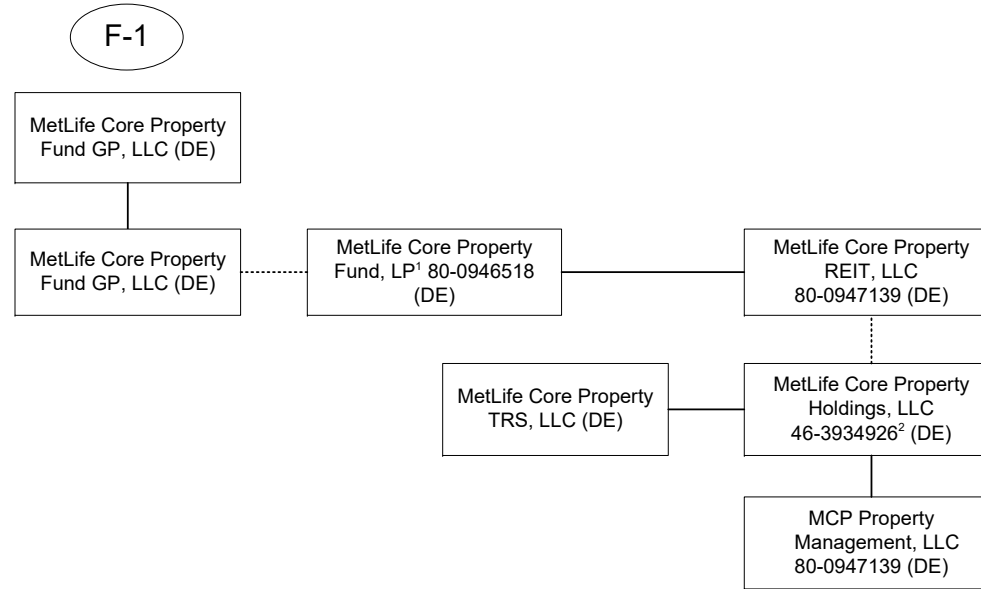 F-1
MetLife Core Property
Fund GP, LLC (DE)
MetLife Core Property
Fund GP, LLC (DE)
MetLife Core Property
Fund, LP¹ 80-0946518
(DE)
MetLife Core Property
REIT, LLC
80-0947139 (DE)
MetLife Core Property
TRS, LLC (DE)
MetLife Core Property
Holdings, LLC
46-3934926² (DE)
MCP Property
Management, LLC
80-0947139 (DE)